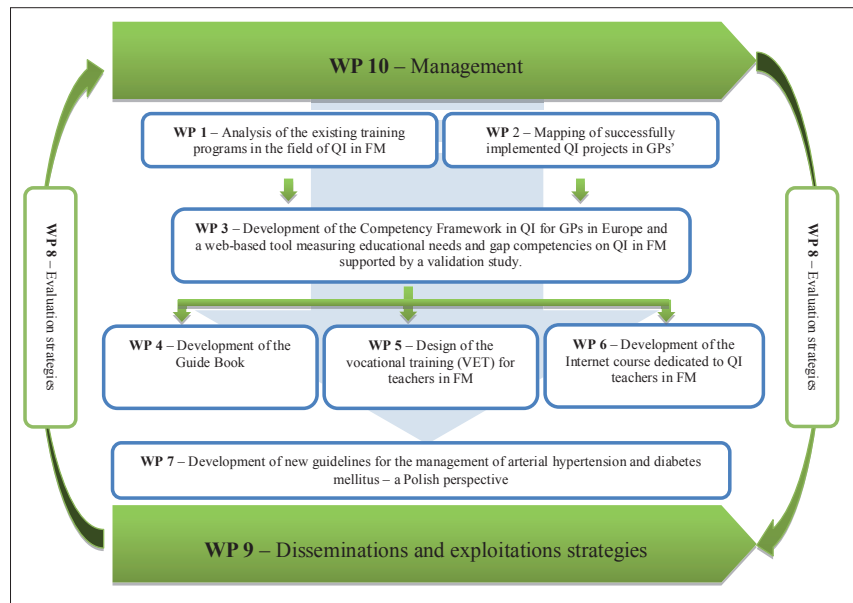 WP 10 – Management
WP 1 – Analysis of the existing training
programs in the field of QI in FM
WP 2 – Mapping of successfully
implemented QI projects in GPs’
WP 3 – Development of the Competency Framework in QI for GPs in Europe and
a web-based tool measuring educational needs and gap competencies on QI in FM
supported by a validation study.
WP 4 – Development of the
Guide Book
WP 5 – Design of the
vocational training (VET) for
teachers in FM
WP 6 – Development of the
Internet course dedicated to QI
teachers in FM
WP 7 – Development of new guidelines for the management of arterial hypertension and diabetes
mellitus – a Polish perspective
WP 9 – Disseminations and exploitations strategies
WP 8 – Evaluation strategies
WP 8 – Evaluation strategies